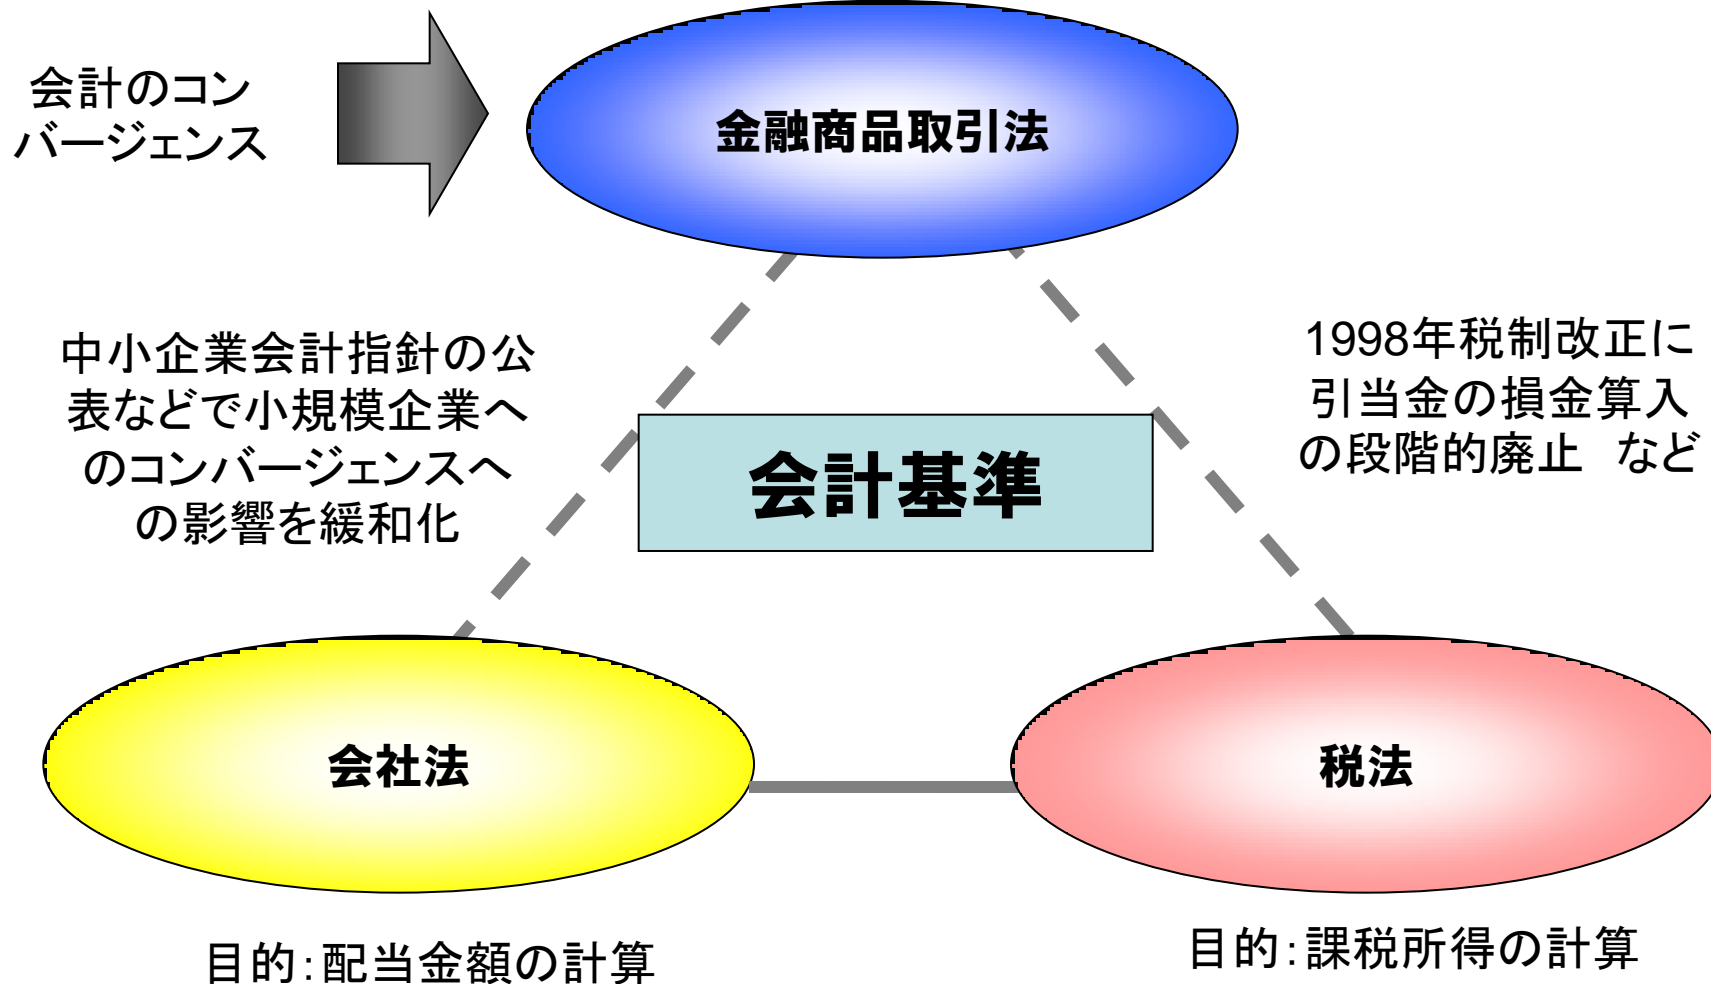 会計のコン
バージェンス
金融商品取引法
中小企業会計指針の公
表などで小規模企業へ
のコンバージェンスへ
の影響を緩和化
1998年税制改正に
引当金の損金算入
の段階的廃止　など
会計基準
会社法
税法
目的:配当金額の計算
目的:課税所得の計算